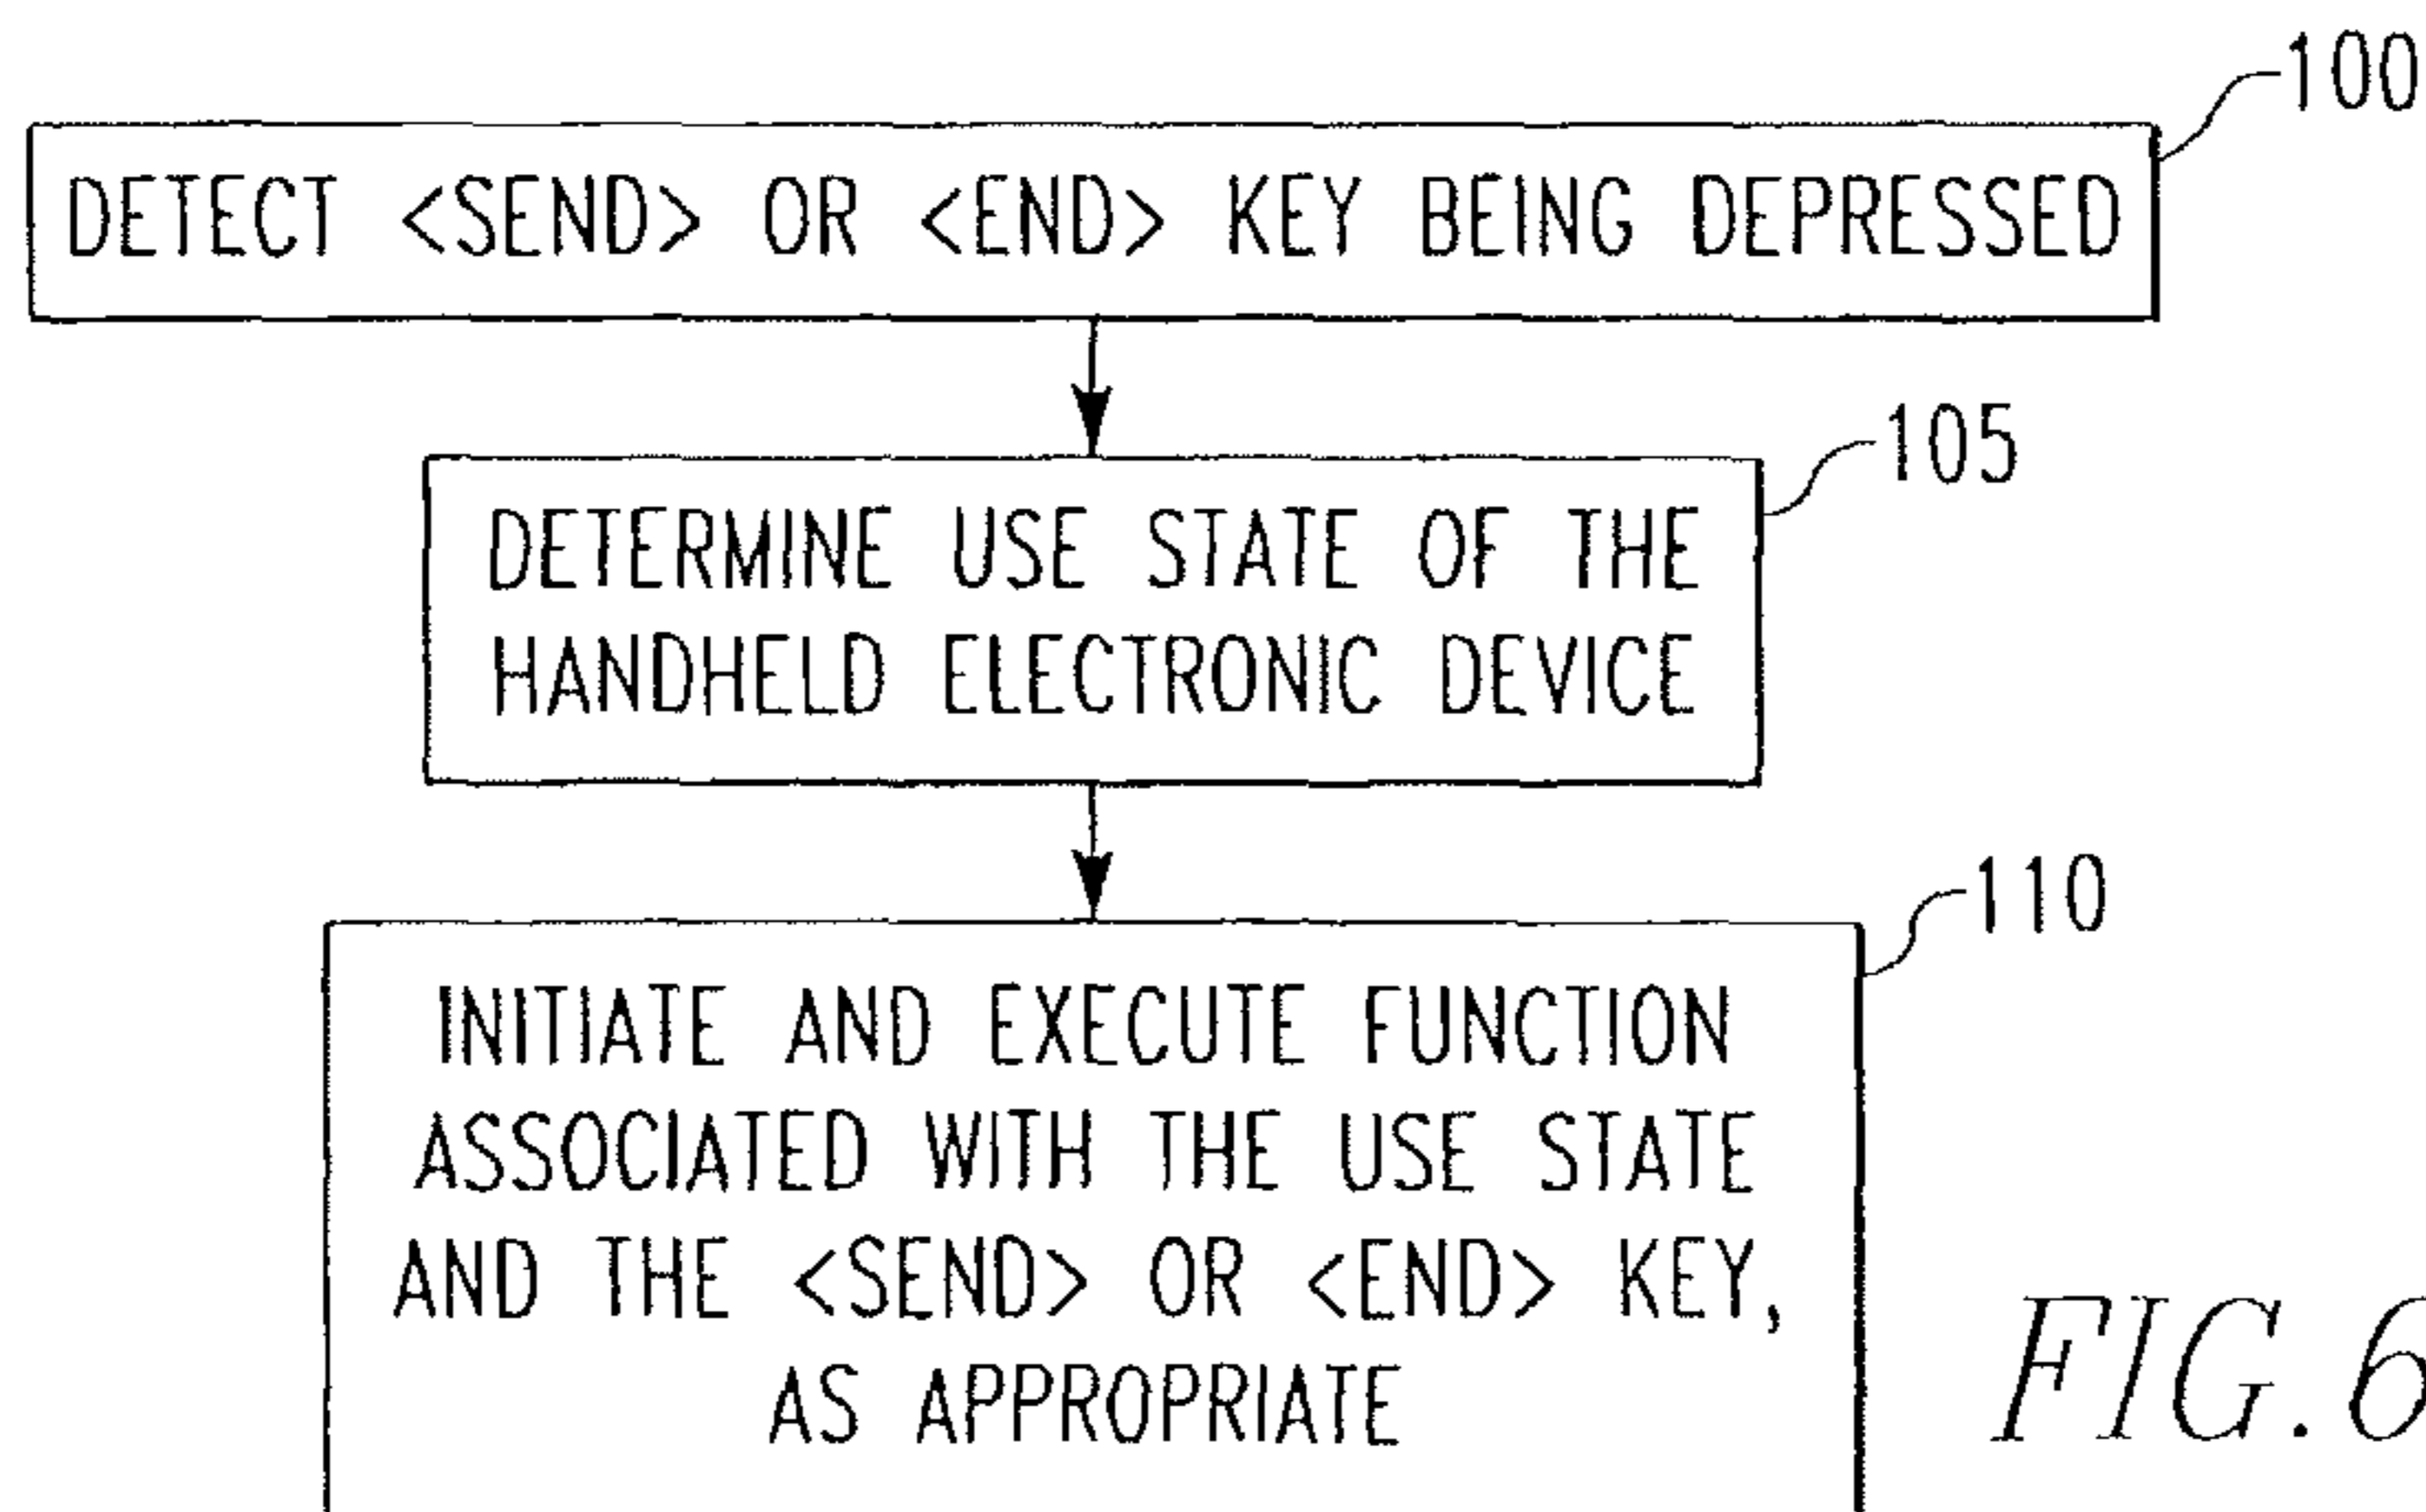 100
DETECT <SEND> OR <END> KEY BEING DEPRESSED
105
DETERMINE USE STATE OF THE
HANDHELD ELECTRONIC DEVICE
110
INITIATE AND EXECUTE FUNCTION
ASSOCIATED WITH THE USE STATE
AND THE <SEND> OR <END> KEY,
AS APPROPRIATE
FIG.6